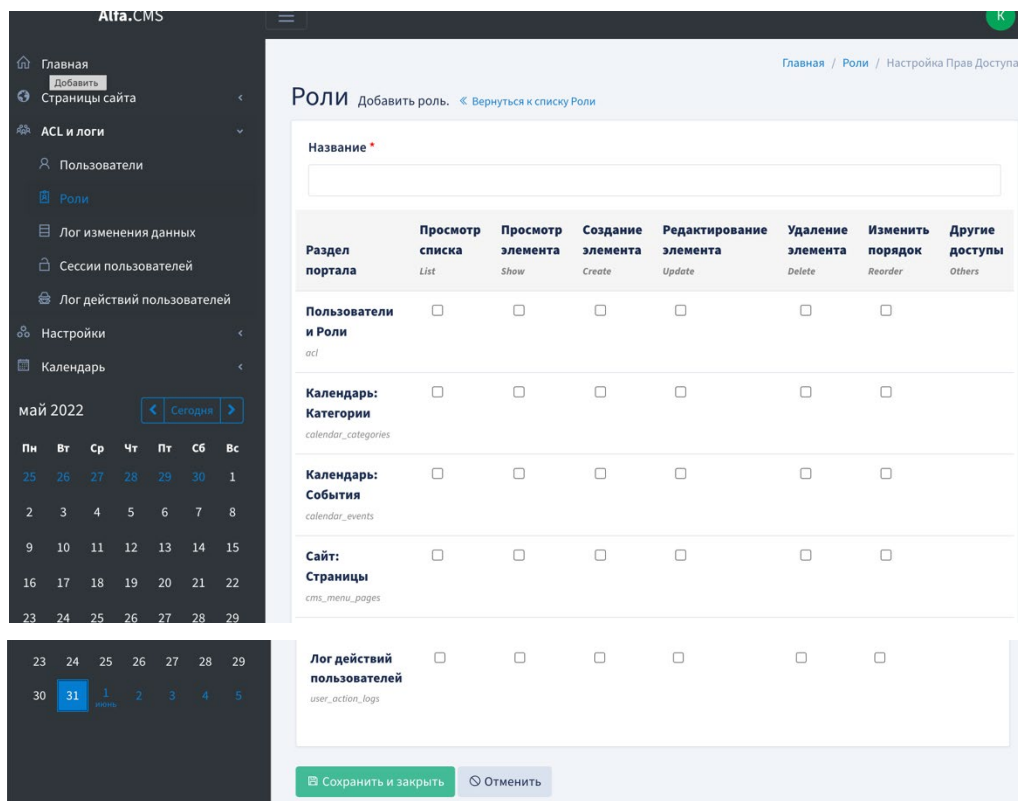 Alfa.CMS
K
Главная
Добавить
Страницы сайта
ACL и логи
Пользователи
Роли
Лог изменения данных
Сессии пользователей
Лог действий пользователей
Настройки
Календарь
май 2022
Сегодня
Пн Вт Ср Чт Пт Сб Вс
25 26 27 28 29 30 1
2 3 4 5 6 7 8
9 10 11 12 13 14 15
16 17 18 19 20 21 22
23 24 25 26 27 28 29
Главная / Роли / Настройка Прав Доступа
Роли Добавить роль. « Вернуться к списку Роли
Название *
Раздел портала
Просмотр списка
List
Просмотр элемента
Show
Создание элемента
Create
Редактирование элемента
Update
Удаление элемента
Delete
Изменить порядок
Reorder
Другие доступы
Others
Пользователи
и Роли
acl
Календарь:
Категории
calendar_categories
Календарь:
События
calendar_events
Сайт:
Страницы
cms_menu_pages
23 24 25 26 27 28 29
30 31 1 2 3 4 5
июнь
Лог действий
пользователей
user_action_logs
Сохранить и закрыть
Отменить